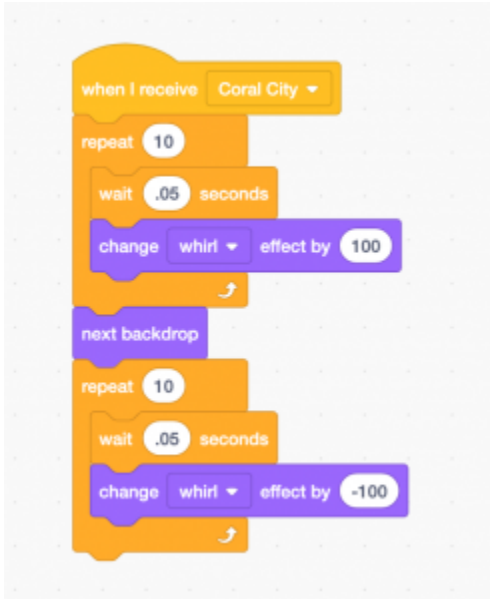 when I receive Coral City
repeat 10
wait .05 seconds
change whirl effect by 100
next backdrop
repeat 10
wait .05 seconds
change whirl effect by -100